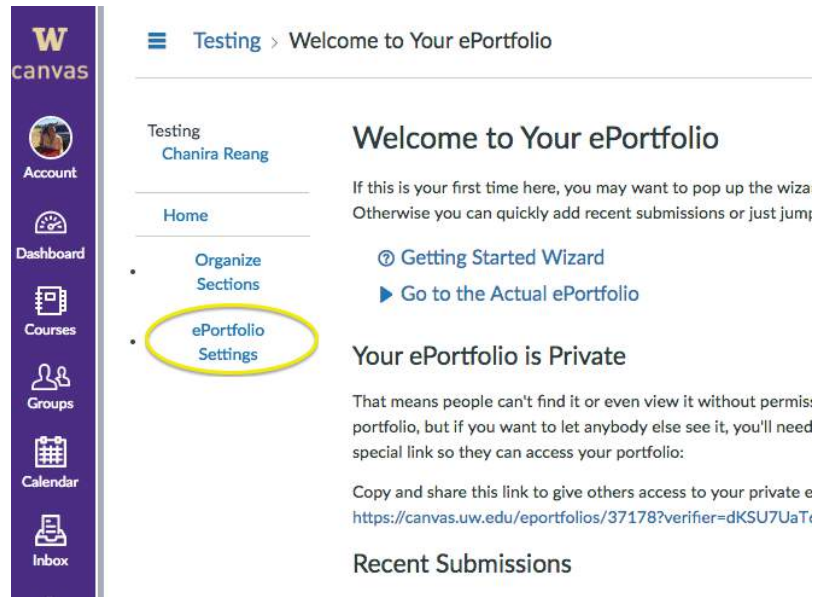 W
canvas
Account
Dashboard
Courses
Groups
Calendar
Inbox
Testing > Welcome to Your ePortfolio
Testing
Chanira Reang
Home
Organize
Sections
ePortfolio
Settings
Welcome to Your ePortfolio
If this is your first time here, you may want to pop up the wiza
Otherwise you can quickly add recent submissions or just jump
Getting Started Wizard
Go to the Actual ePortfolio
Your ePortfolio is Private
That means people can't find it or even view it without permiss
portfolio, but if you want to let anybody else see it, you'll need
special link so they can access your portfolio:
Copy and share this link to give others access to your private e
https://canvas.uw.edu/eportfolios/37178?verifier=dKSU7UaT
Recent Submissions